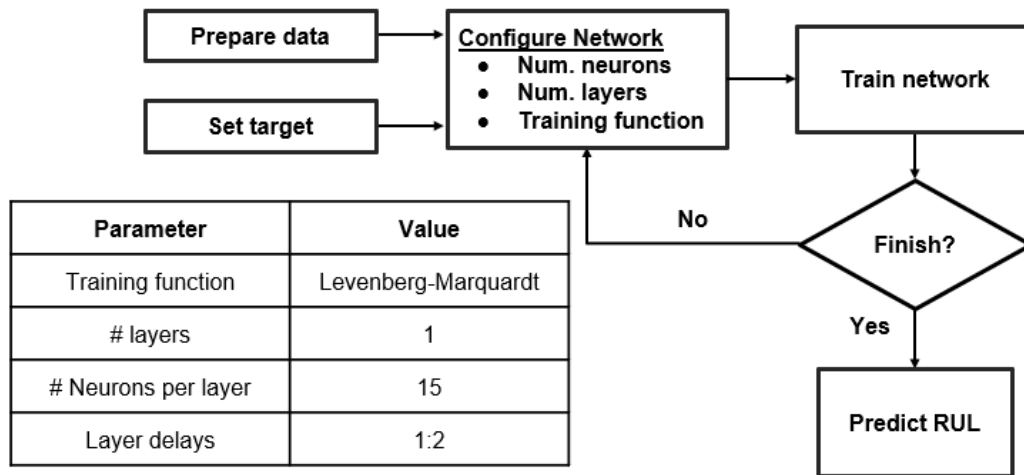 Prepare data
Set target
Configure Network
● Num. neurons
● Num. layers
● Training function
Train network
Finish?
No
Yes
Predict RUL
Parameter Value
Training function Levenberg-Marquardt
# layers 1
# Neurons per layer 15
Layer delays 1:2